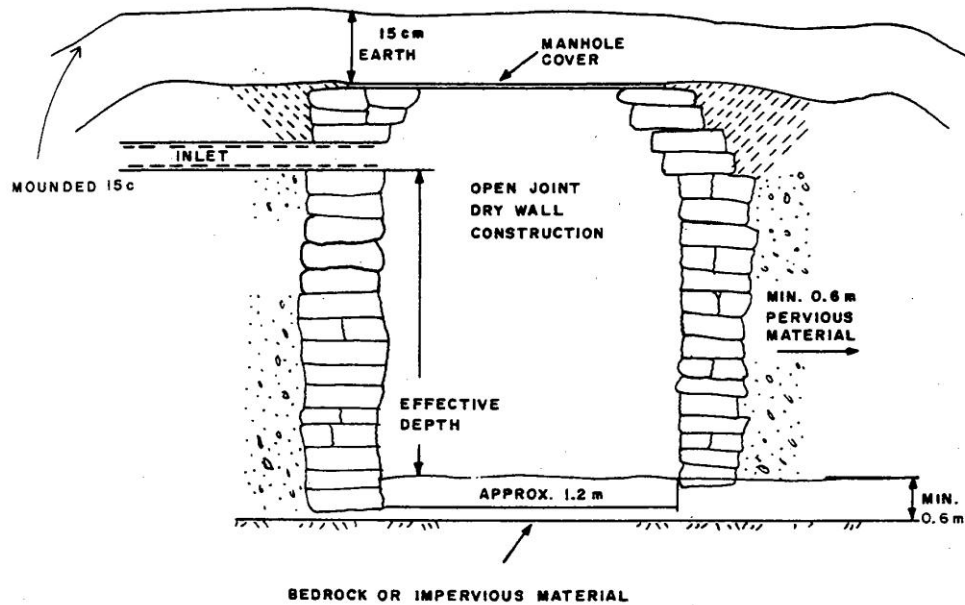 15 cm
EARTH
MANHOLE
COVER
INLET
MOUNDED 15c
OPEN JOINT
DRY WALL
CONSTRUCTION
MIN. 0.6 m
PERVIOUS
MATERIAL
EFFECTIVE
DEPTH
APPROX. 1.2 m
MIN.
0.6 m
BEDROCK OR IMPERVIOUS MATERIAL